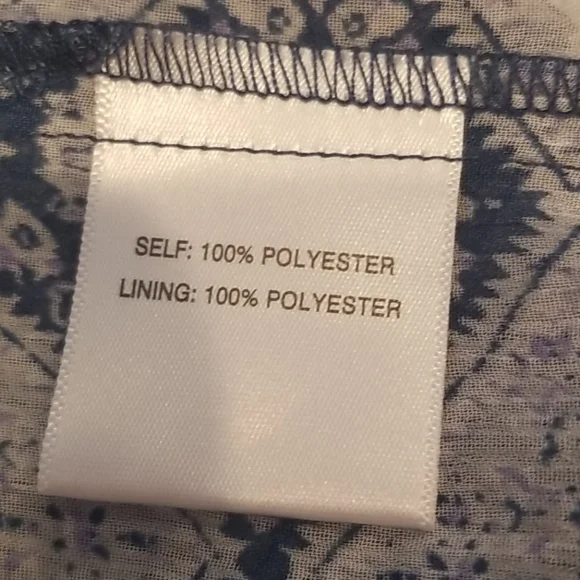 SELF: 100% POLYESTER
LINING: 100% POLYESTER